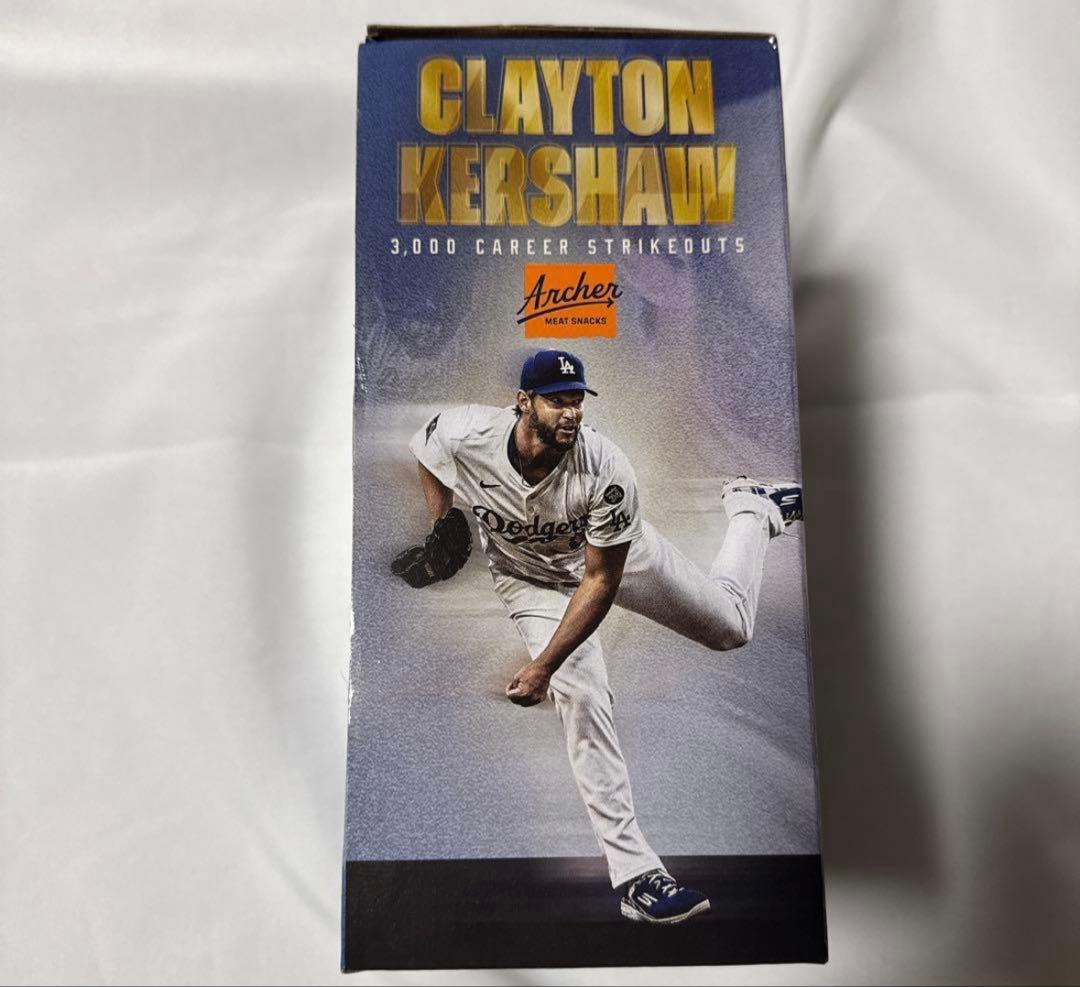 CLAYTON
KERSHAW
3,000 CAREER STRIKEOUTS
Archer
MEAT SNACKS
LA
Dodgers
LA